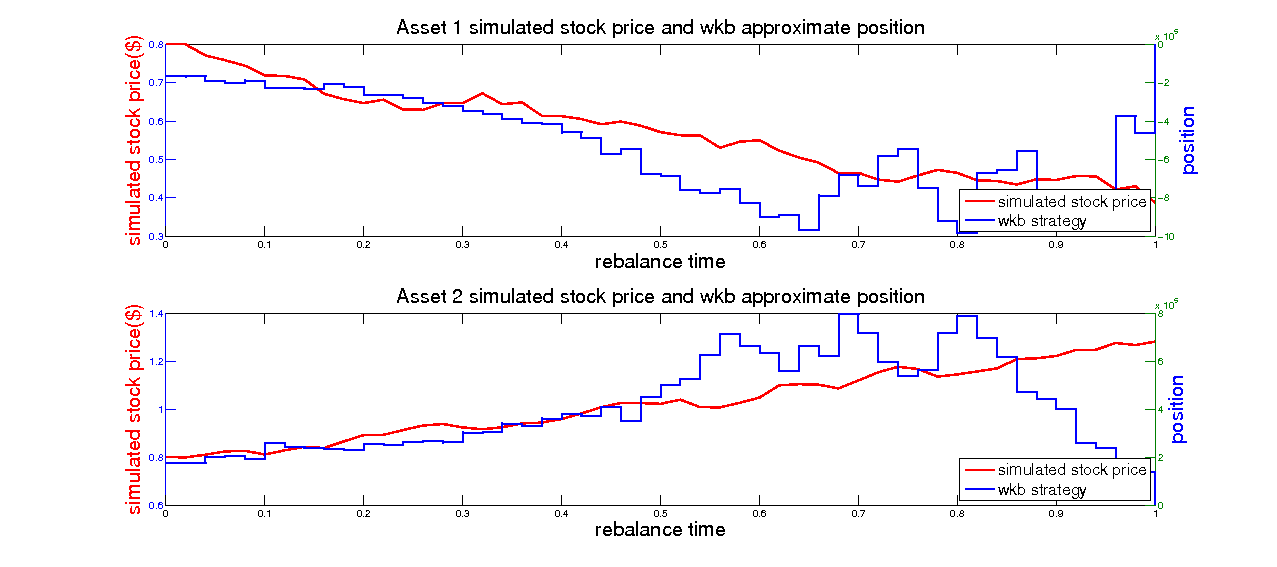 Asset 1 simulated stock price and wkb approximate position
x 10^5
simulated stock price($)
0.8
0.7
0.6
0.5
0.4
0.3
0
−2
−4
−6
−8
−10
position
simulated stock price
wkb strategy
0 0.1 0.2 0.3 0.4 0.5 0.6 0.7 0.8 0.9 1
rebalance time
Asset 2 simulated stock price and wkb approximate position
x 10^5
simulated stock price($)
1.4
1.2
1
0.8
0.6
8
6
4
2
0
position
simulated stock price
wkb strategy
0 0.1 0.2 0.3 0.4 0.5 0.6 0.7 0.8 0.9 1
rebalance time